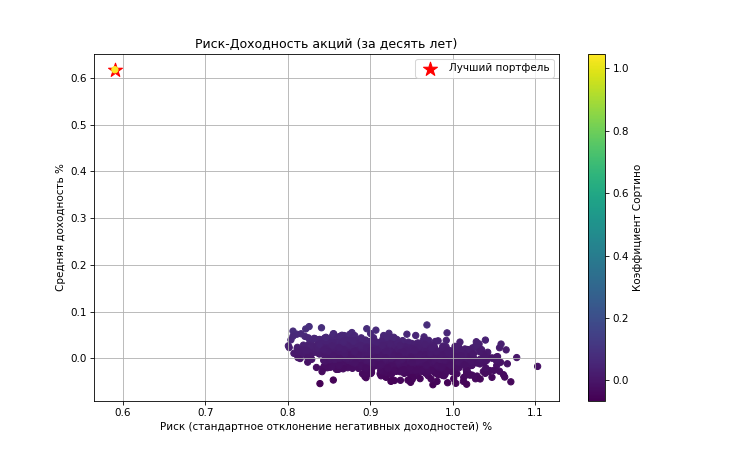 Риск-Доходность акций (за десять лет)
Лучший портфель
Средняя доходность %
0.6
0.5
0.4
0.3
0.2
0.1
0.0
0.6 0.7 0.8 0.9 1.0 1.1
Риск (стандартное отклонение негативных доходностей) %
1.0
0.8
0.6
0.4
0.2
0.0
Коэффициент Сортино